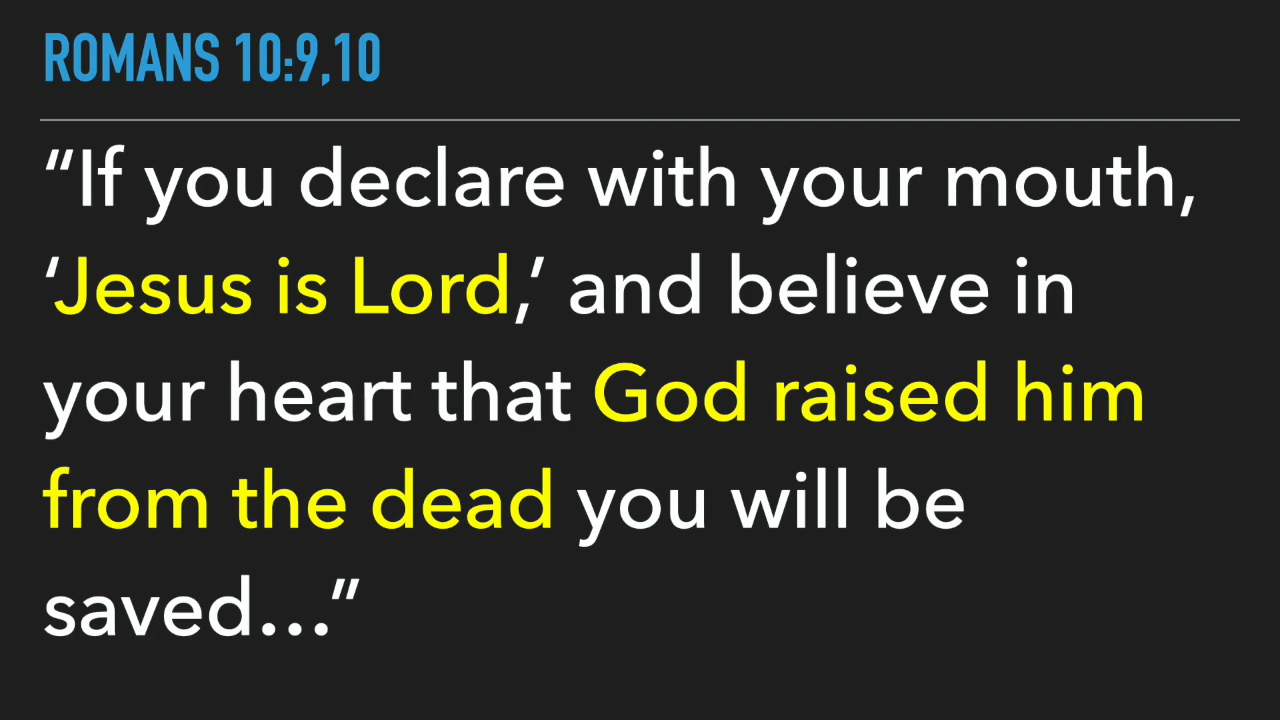 ROMANS 10:9,10
“If you declare with your mouth,
‘Jesus is Lord,’ and believe in
your heart that God raised him
from the dead you will be
saved…”